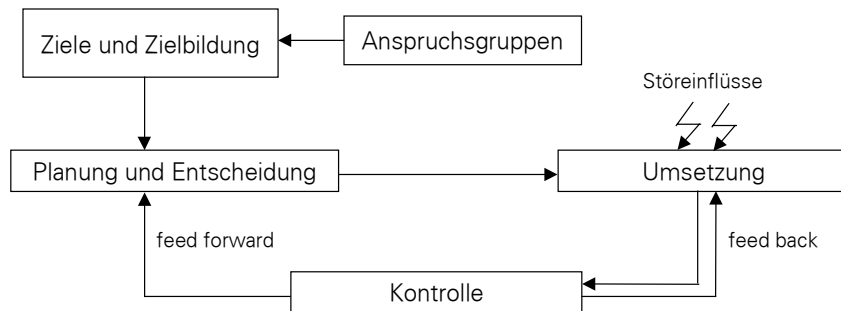 Ziele und Zielbildung
Anspruchsgruppen
Störeinflüsse
Planung und Entscheidung
Umsetzung
feed forward
feed back
Kontrolle